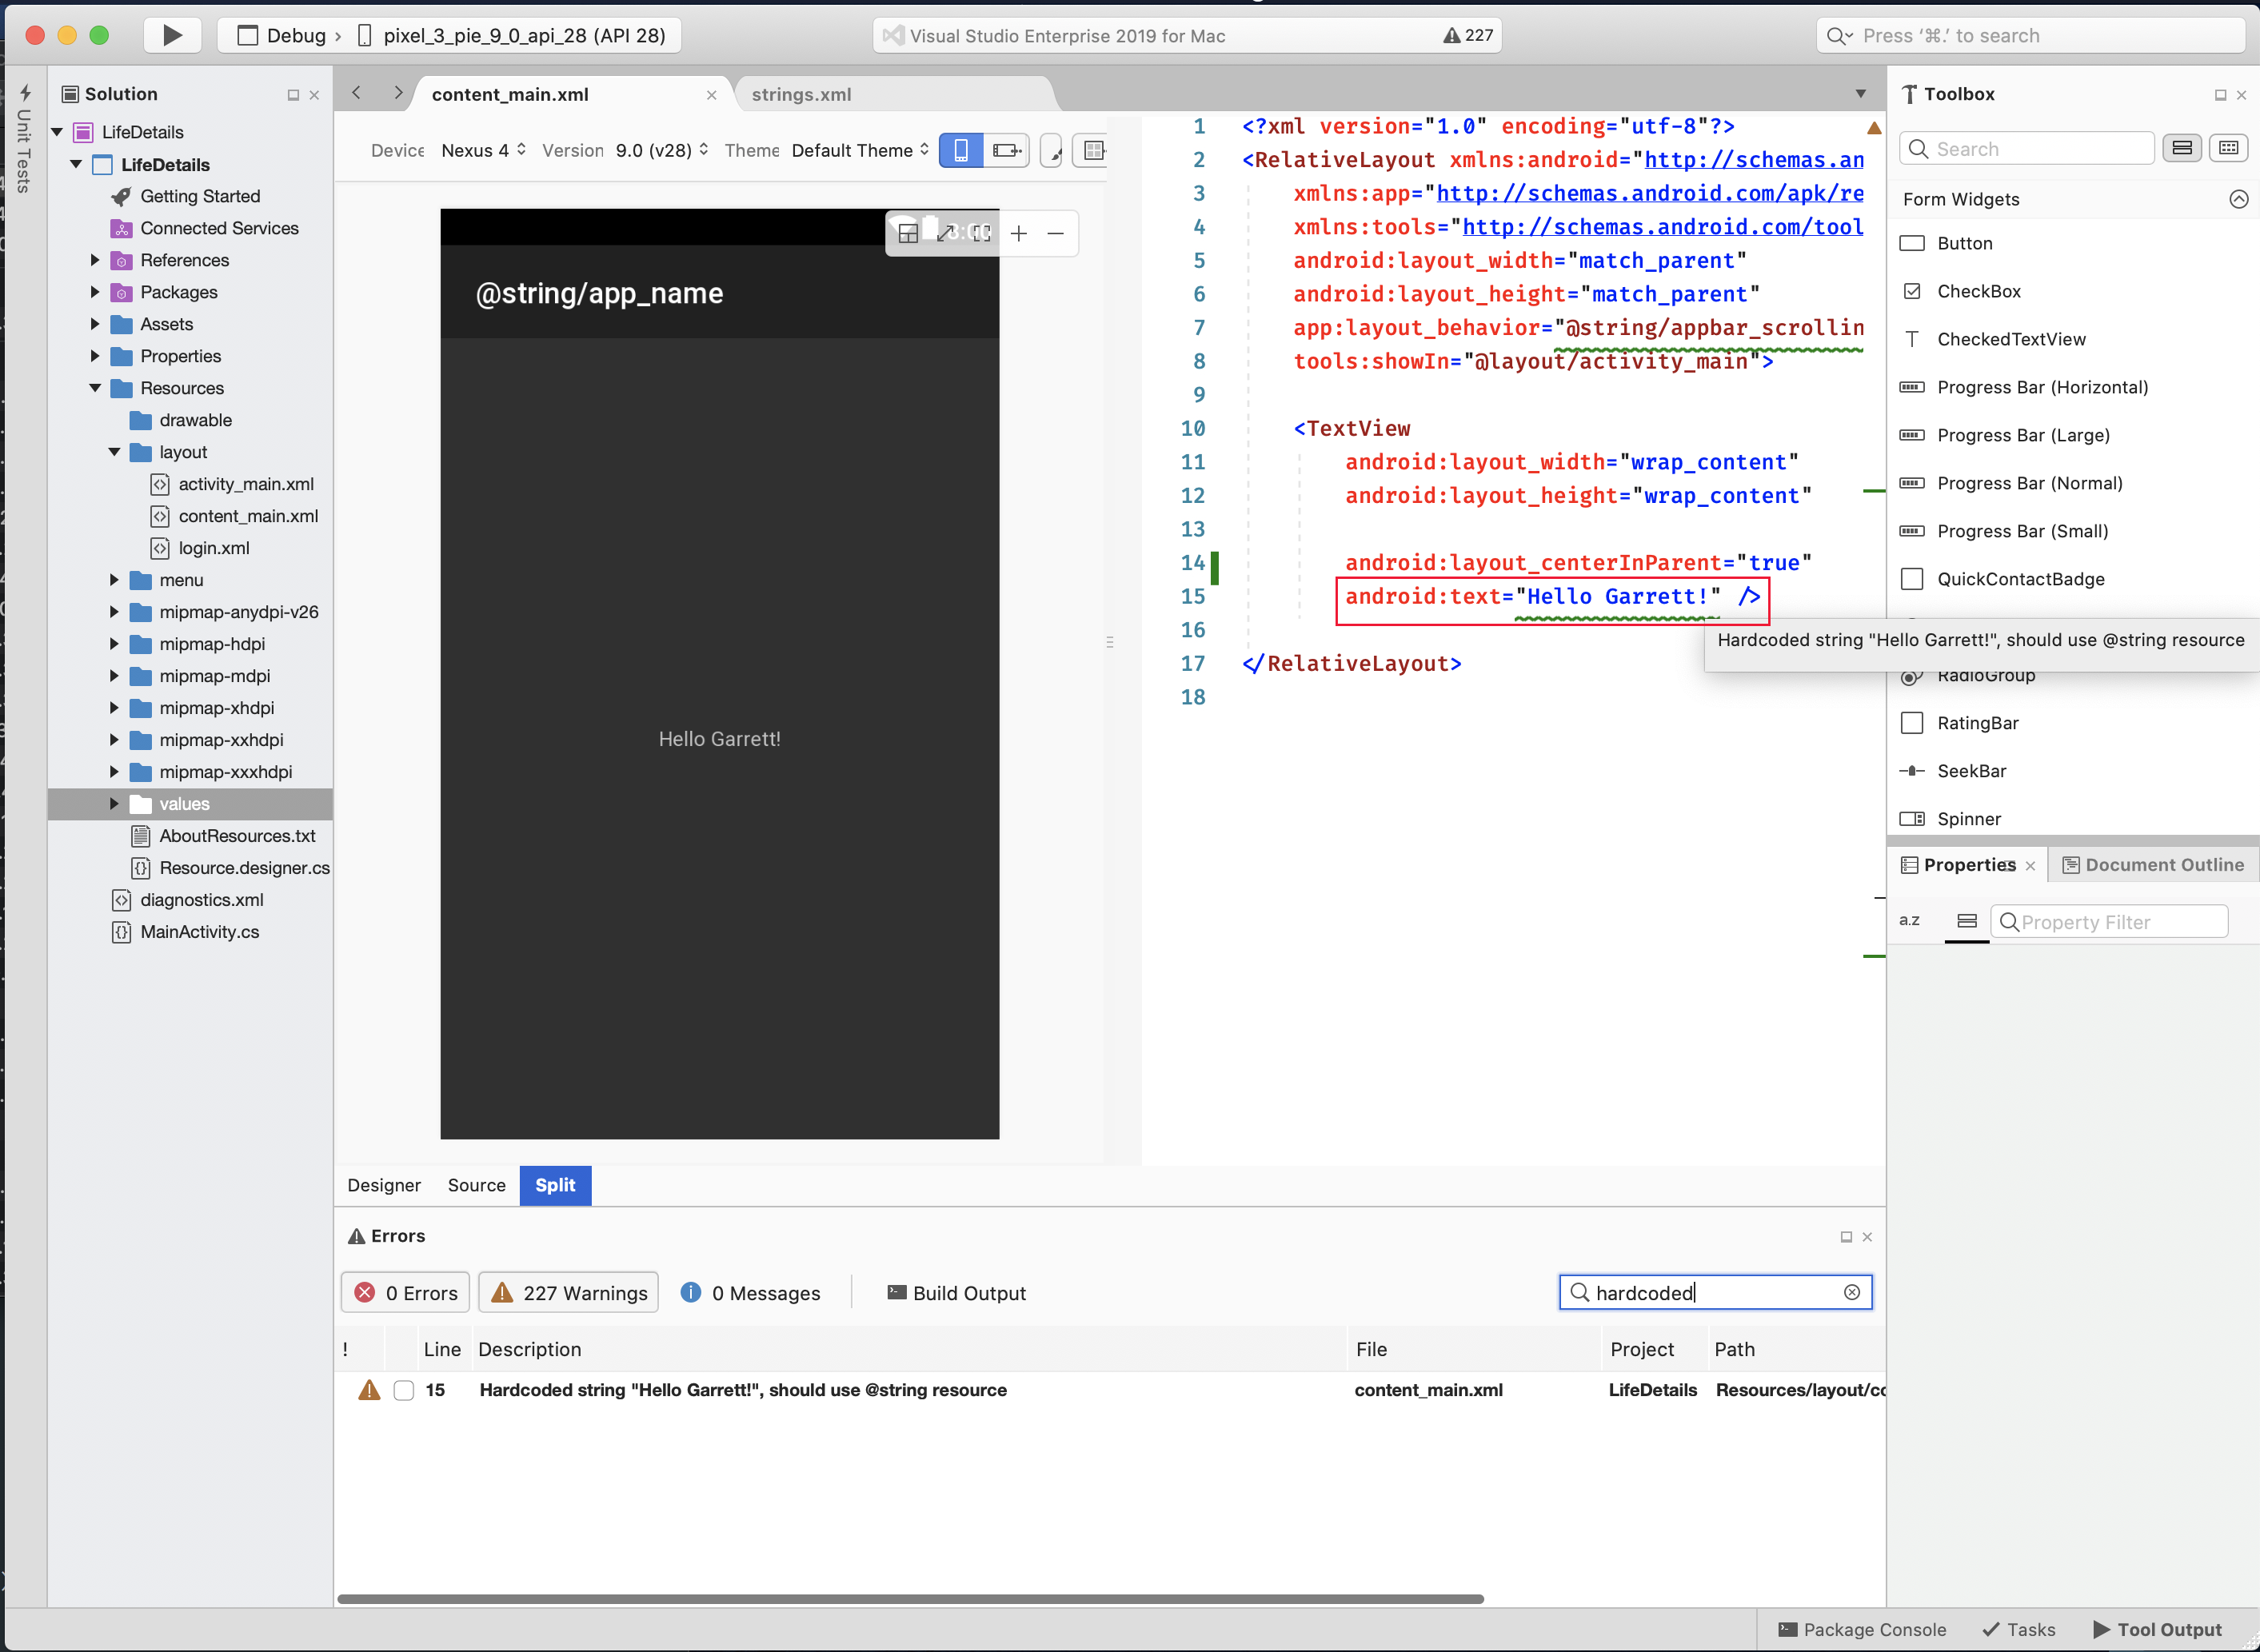 Debug › pixel_3_pie_9_0_api_28 (API 28)
Visual Studio Enterprise 2019 for Mac
227
Press ‘⌘.’ to search
Unit Tests
Solution
LifeDetails
LifeDetails
Getting Started
Connected Services
References
Packages
Assets
Properties
Resources
drawable
layout
activity_main.xml
content_main.xml
login.xml
menu
mipmap-anydpi-v26
mipmap-hdpi
mipmap-mdpi
mipmap-xhdpi
mipmap-xxhdpi
mipmap-xxxhdpi
values
AboutResources.txt
Resource.designer.cs
diagnostics.xml
MainActivity.cs
content_main.xml
strings.xml
Device Nexus 4 Version 9.0 (v28) Theme Default Theme
@string/app_name
Hello Garrett!
1 <?xml version="1.0" encoding="utf-8"?>
2 <RelativeLayout xmlns:android="http://schemas.an
3 xmlns:app="http://schemas.android.com/apk/re
4 xmlns:tools="http://schemas.android.com/tool
5 android:layout_width="match_parent"
6 android:layout_height="match_parent"
7 app:layout_behavior="@string/appbar_scrollin
8 tools:showIn="@layout/activity_main">
9
10 <TextView
11 android:layout_width="wrap_content"
12 android:layout_height="wrap_content"
13
14 android:layout_centerInParent="true"
15 android:text="Hello Garrett!" />
16
17 </RelativeLayout>
18
Hardcoded string "Hello Garrett!", should use @string resource
Toolbox
Search
Form Widgets
Button
CheckBox
CheckedTextView
Progress Bar (Horizontal)
Progress Bar (Large)
Progress Bar (Normal)
Progress Bar (Small)
QuickContactBadge
RadioGroup
RatingBar
SeekBar
Spinner
Properties
Document Outline
a.z
Property Filter
Designer Source Split
Errors
0 Errors 227 Warnings 0 Messages Build Output
hardcoded
! Line Description File Project Path
15 Hardcoded string "Hello Garrett!", should use @string resource content_main.xml LifeDetails Resources/layout/co
Package Console Tasks Tool Output